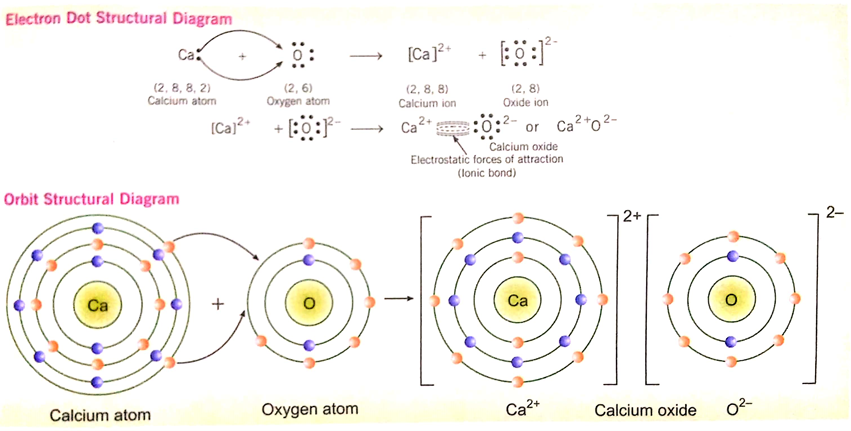 Electron Dot Structural Diagram
Ca: + :O: → [Ca]²⁺ + [:O:]²⁻
(2, 8, 8, 2) (2, 6) (2, 8, 8) (2, 8)
Calcium atom Oxygen atom Calcium ion Oxide ion
[Ca]²⁺ + [:O:]²⁻ → Ca²⁺ :O:²⁻ or Ca²⁺O²⁻
Calcium oxide
Electrostatic forces of attraction
(Ionic bond)
Orbit Structural Diagram
2+ 2−
Ca + O → Ca O
Calcium atom Oxygen atom Ca²⁺ Calcium oxide O²⁻